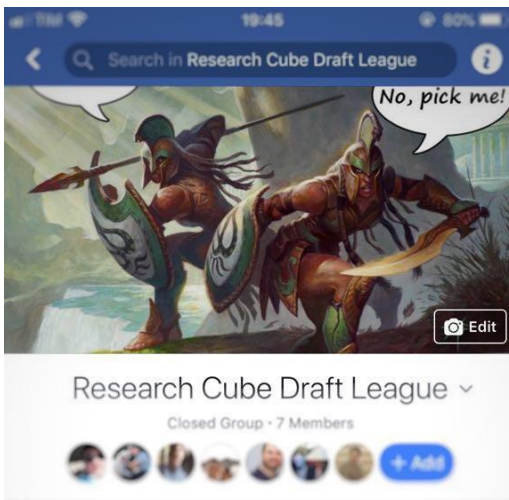 TIM 19:45 80%
Search in Research Cube Draft League
No, pick me!
Edit
Research Cube Draft League
Closed Group · 7 Members
+ Add